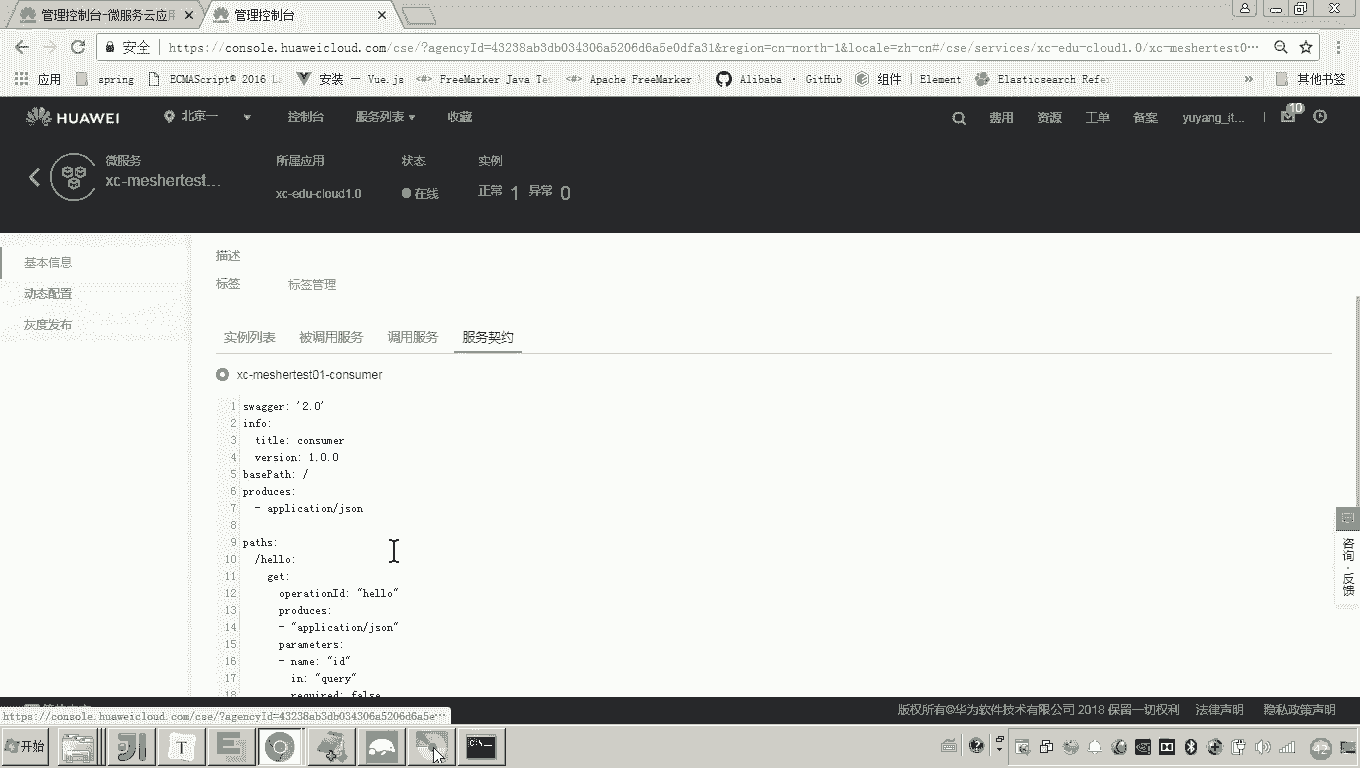 管理控制台-微服务云应用
管理控制台
安全
https://console.huaweicloud.com/cse/?agencyId=43238ab3db034306a5206d6a5e0dfa31&region=cn-north-1&locale=zh-cn#/cse/services/xc-edu-cloud1.0/xc-meshertest0…
应用 spring ECMAScript® 2016 安装 — Vue.js FreeMarker Java Te Apache FreeMarker Alibaba · GitHub 组件 | Element Elasticsearch Refer » 其他书签
HUAWEI 北京一 控制台 服务列表 收藏 费用 资源 工单 备案 yuyang_it... 10
微服务 所属应用 状态 实例
xc-meshertest... xc-edu-cloud1.0 在线 正常 1 异常 0
基本信息
动态配置
灰度发布
描述
标签 标签管理
实例列表 被调用服务 调用服务 服务契约
xc-meshertest01-consumer
1 swagger: '2.0'
2 info:
3 title: consumer
4 version: 1.0.0
5 basePath: /
6 produces:
7 - application/json
8
9 paths:
10 /hello:
11 get:
12 operationId: "hello"
13 produces:
14 - "application/json"
15 parameters:
16 - name: "id"
17 in: "query"
18 required: false
咨询·反馈
版权所有©华为软件技术有限公司 2018 保留一切权利 法律声明 隐私政策声明
https://console.huaweicloud.com/cse/?agencyId=43238ab3db034306a5206d6a5e…
开始
42